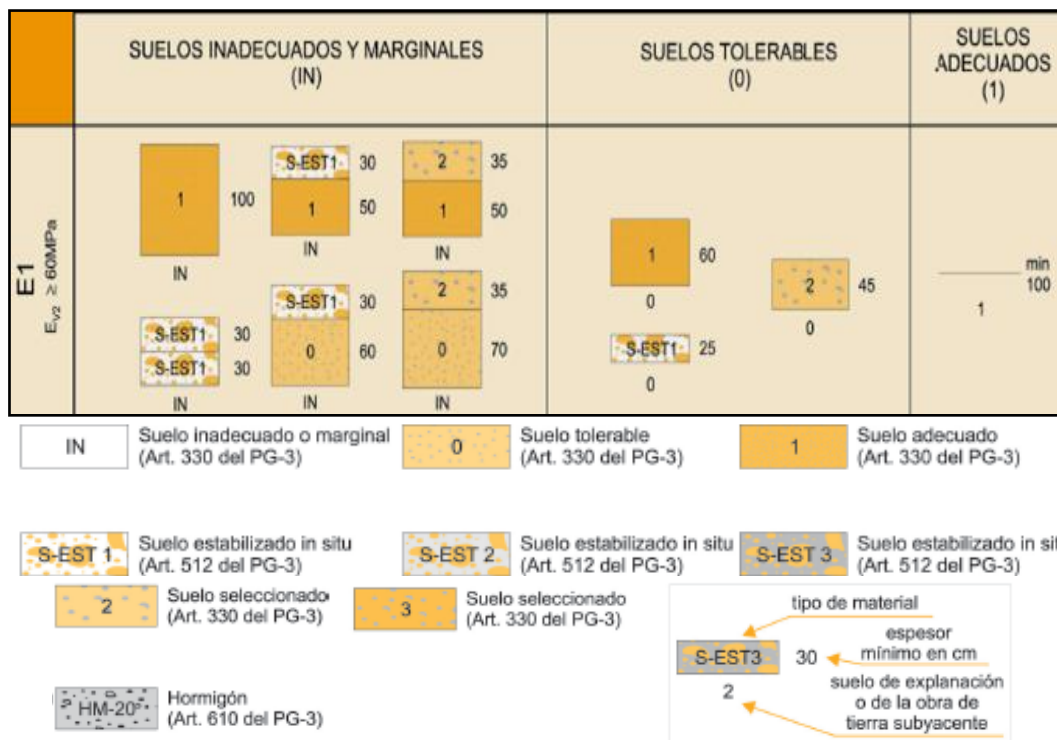 SUELOS INADECUADOS Y MARGINALES
(IN)
SUELOS TOLERABLES
(0)
SUELOS
ADECUADOS
(1)
E1
Ev2 ≥ 60MPa
1 100
IN
S-EST1 30
1 50
IN
2 35
1 50
IN
S-EST1 30
S-EST1 30
IN
S-EST1 30
0 60
IN
2 35
0 70
IN
1 60
0
2 45
0
S-EST1 25
0
min
100
1
IN
Suelo inadecuado o marginal
(Art. 330 del PG-3)
0
Suelo tolerable
(Art. 330 del PG-3)
1
Suelo adecuado
(Art. 330 del PG-3)
S-EST 1
Suelo estabilizado in situ
(Art. 512 del PG-3)
S-EST 2
Suelo estabilizado in situ
(Art. 512 del PG-3)
S-EST 3
Suelo estabilizado in sit
(Art. 512 del PG-3)
2
Suelo seleccionado
(Art. 330 del PG-3)
3
Suelo seleccionado
(Art. 330 del PG-3)
tipo de material
S-EST3 30
espesor
mínimo en cm
2
suelo de explanación
o de la obra de
tierra subyacente
HM-20
Hormigón
(Art. 610 del PG-3)